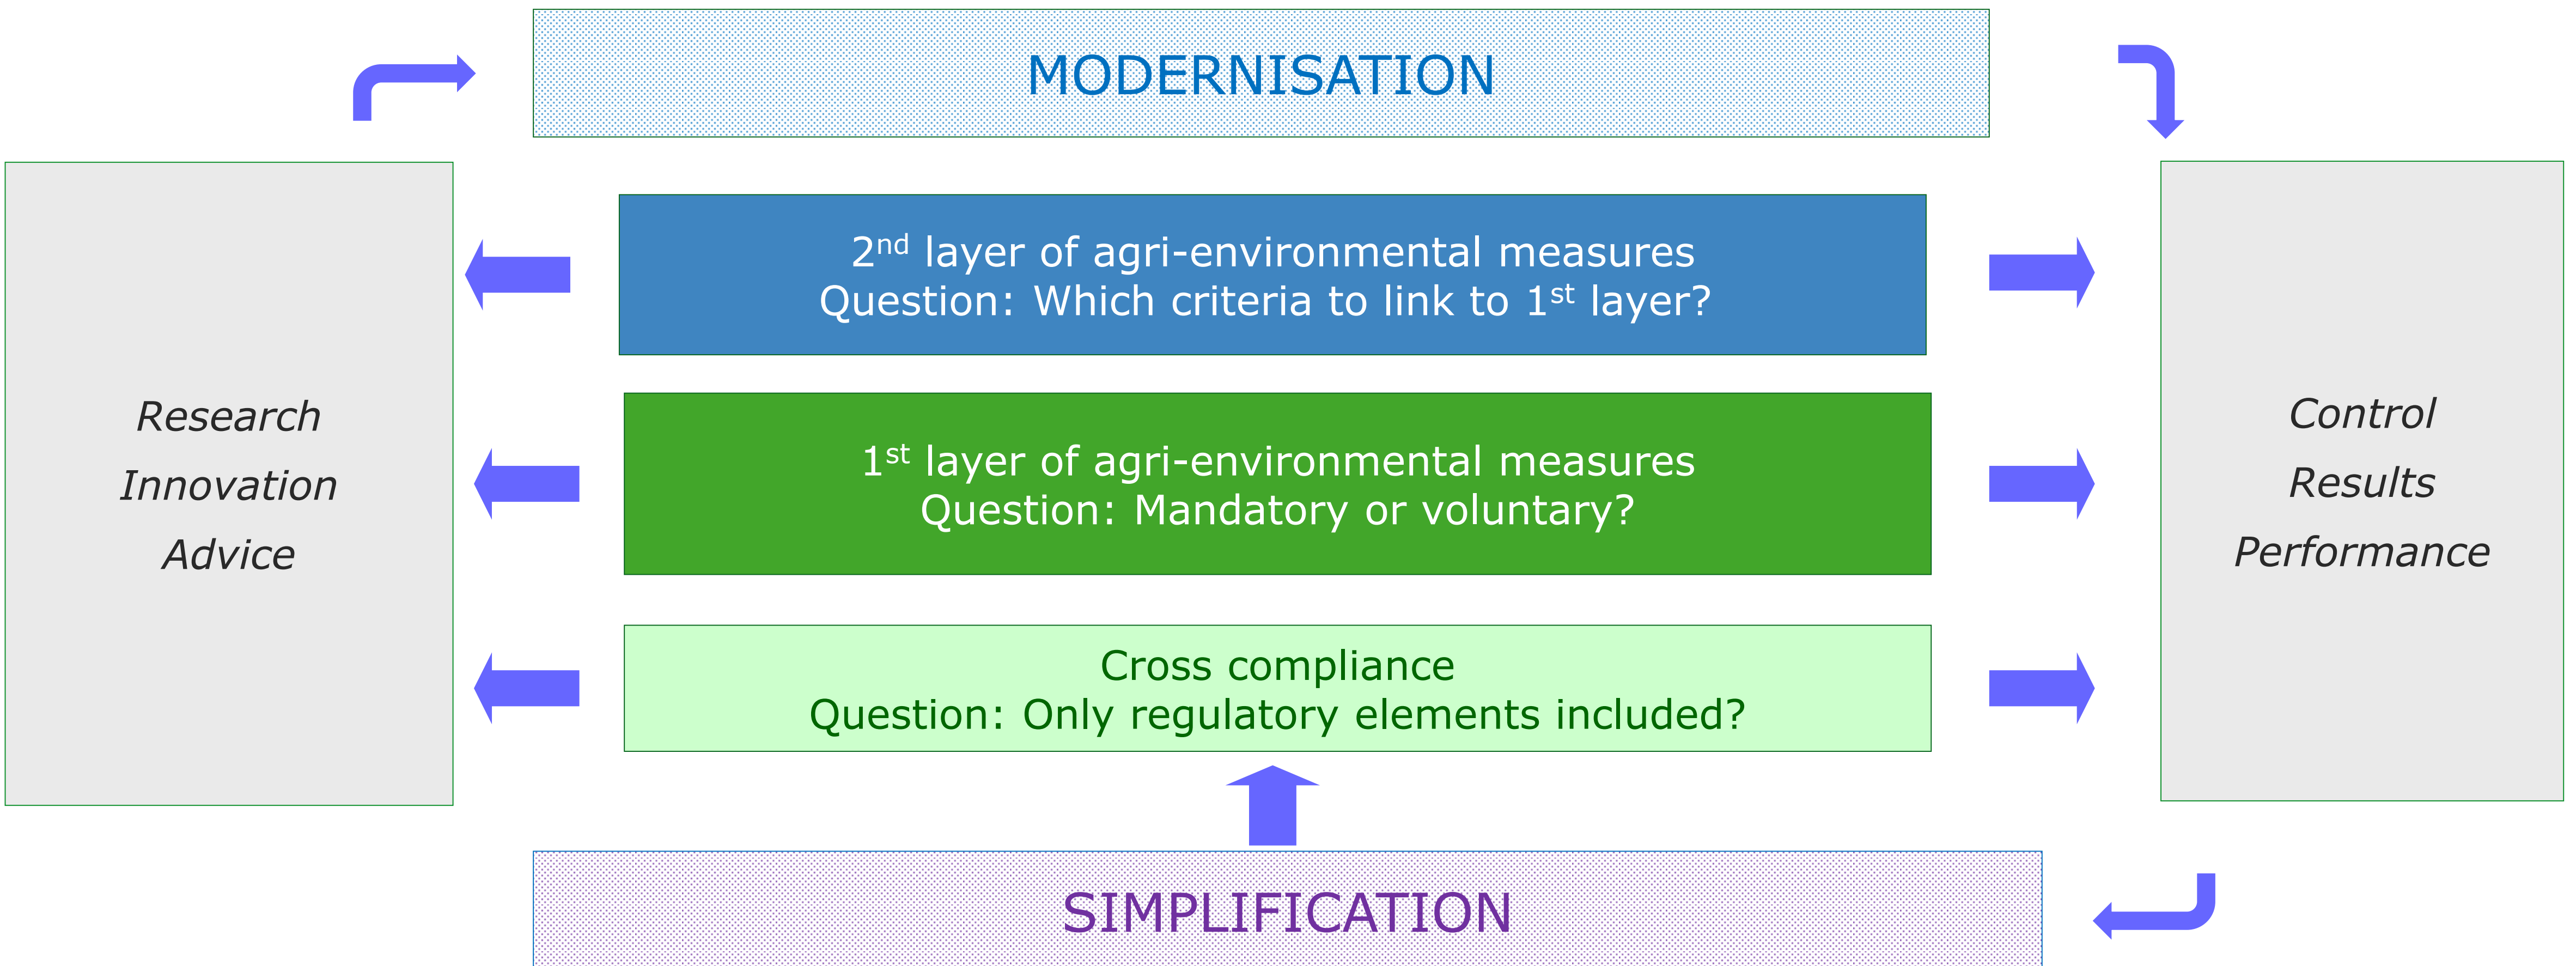 MODERNISATION
2nd layer of agri-environmental measures
Question: Which criteria to link to 1st layer?
Research
Innovation
Advice
1st layer of agri-environmental measures
Question: Mandatory or voluntary?
Control
Results
Performance
Cross compliance
Question: Only regulatory elements included?
SIMPLIFICATION